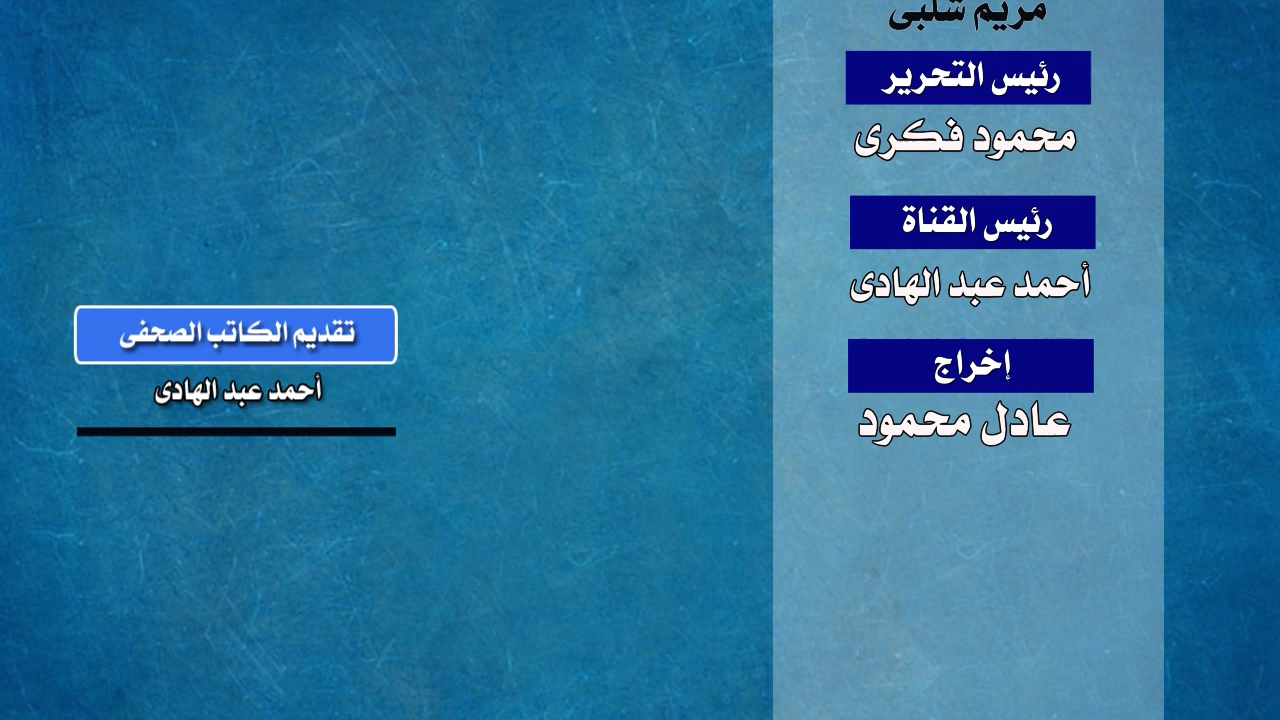 مريم شلبى
رئيس التحرير
محمود فكرى
رئيس القناة
أحمد عبد الهادى
إخراج
عادل محمود
تقديم الكاتب الصحفى
أحمد عبد الهادى